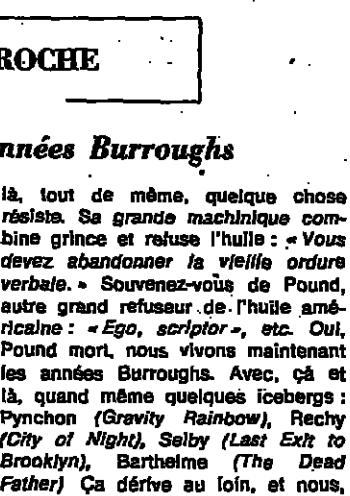 ROCHE
nnées Burroughs
là, tout de même, quelque chose
résiste. Sa grande machinique com-
bine grince et refuse l'huile : « Vous
devez abandonner la vieille ordure
verbale. » Souvenez-vous de Pound,
autre grand refuseur de l'huile amé-
ricaine : « Ego, scriptor », etc. Oui,
Pound mort, nous vivons maintenant
les années Burroughs. Avec, çà et
là, quand même quelques icebergs :
Pynchon (Gravity Rainbow), Rechy
(City of Night), Selby (Last Exit to
Brooklyn), Barthelme (The Dead
Father) Ça dérive au loin, et nous,